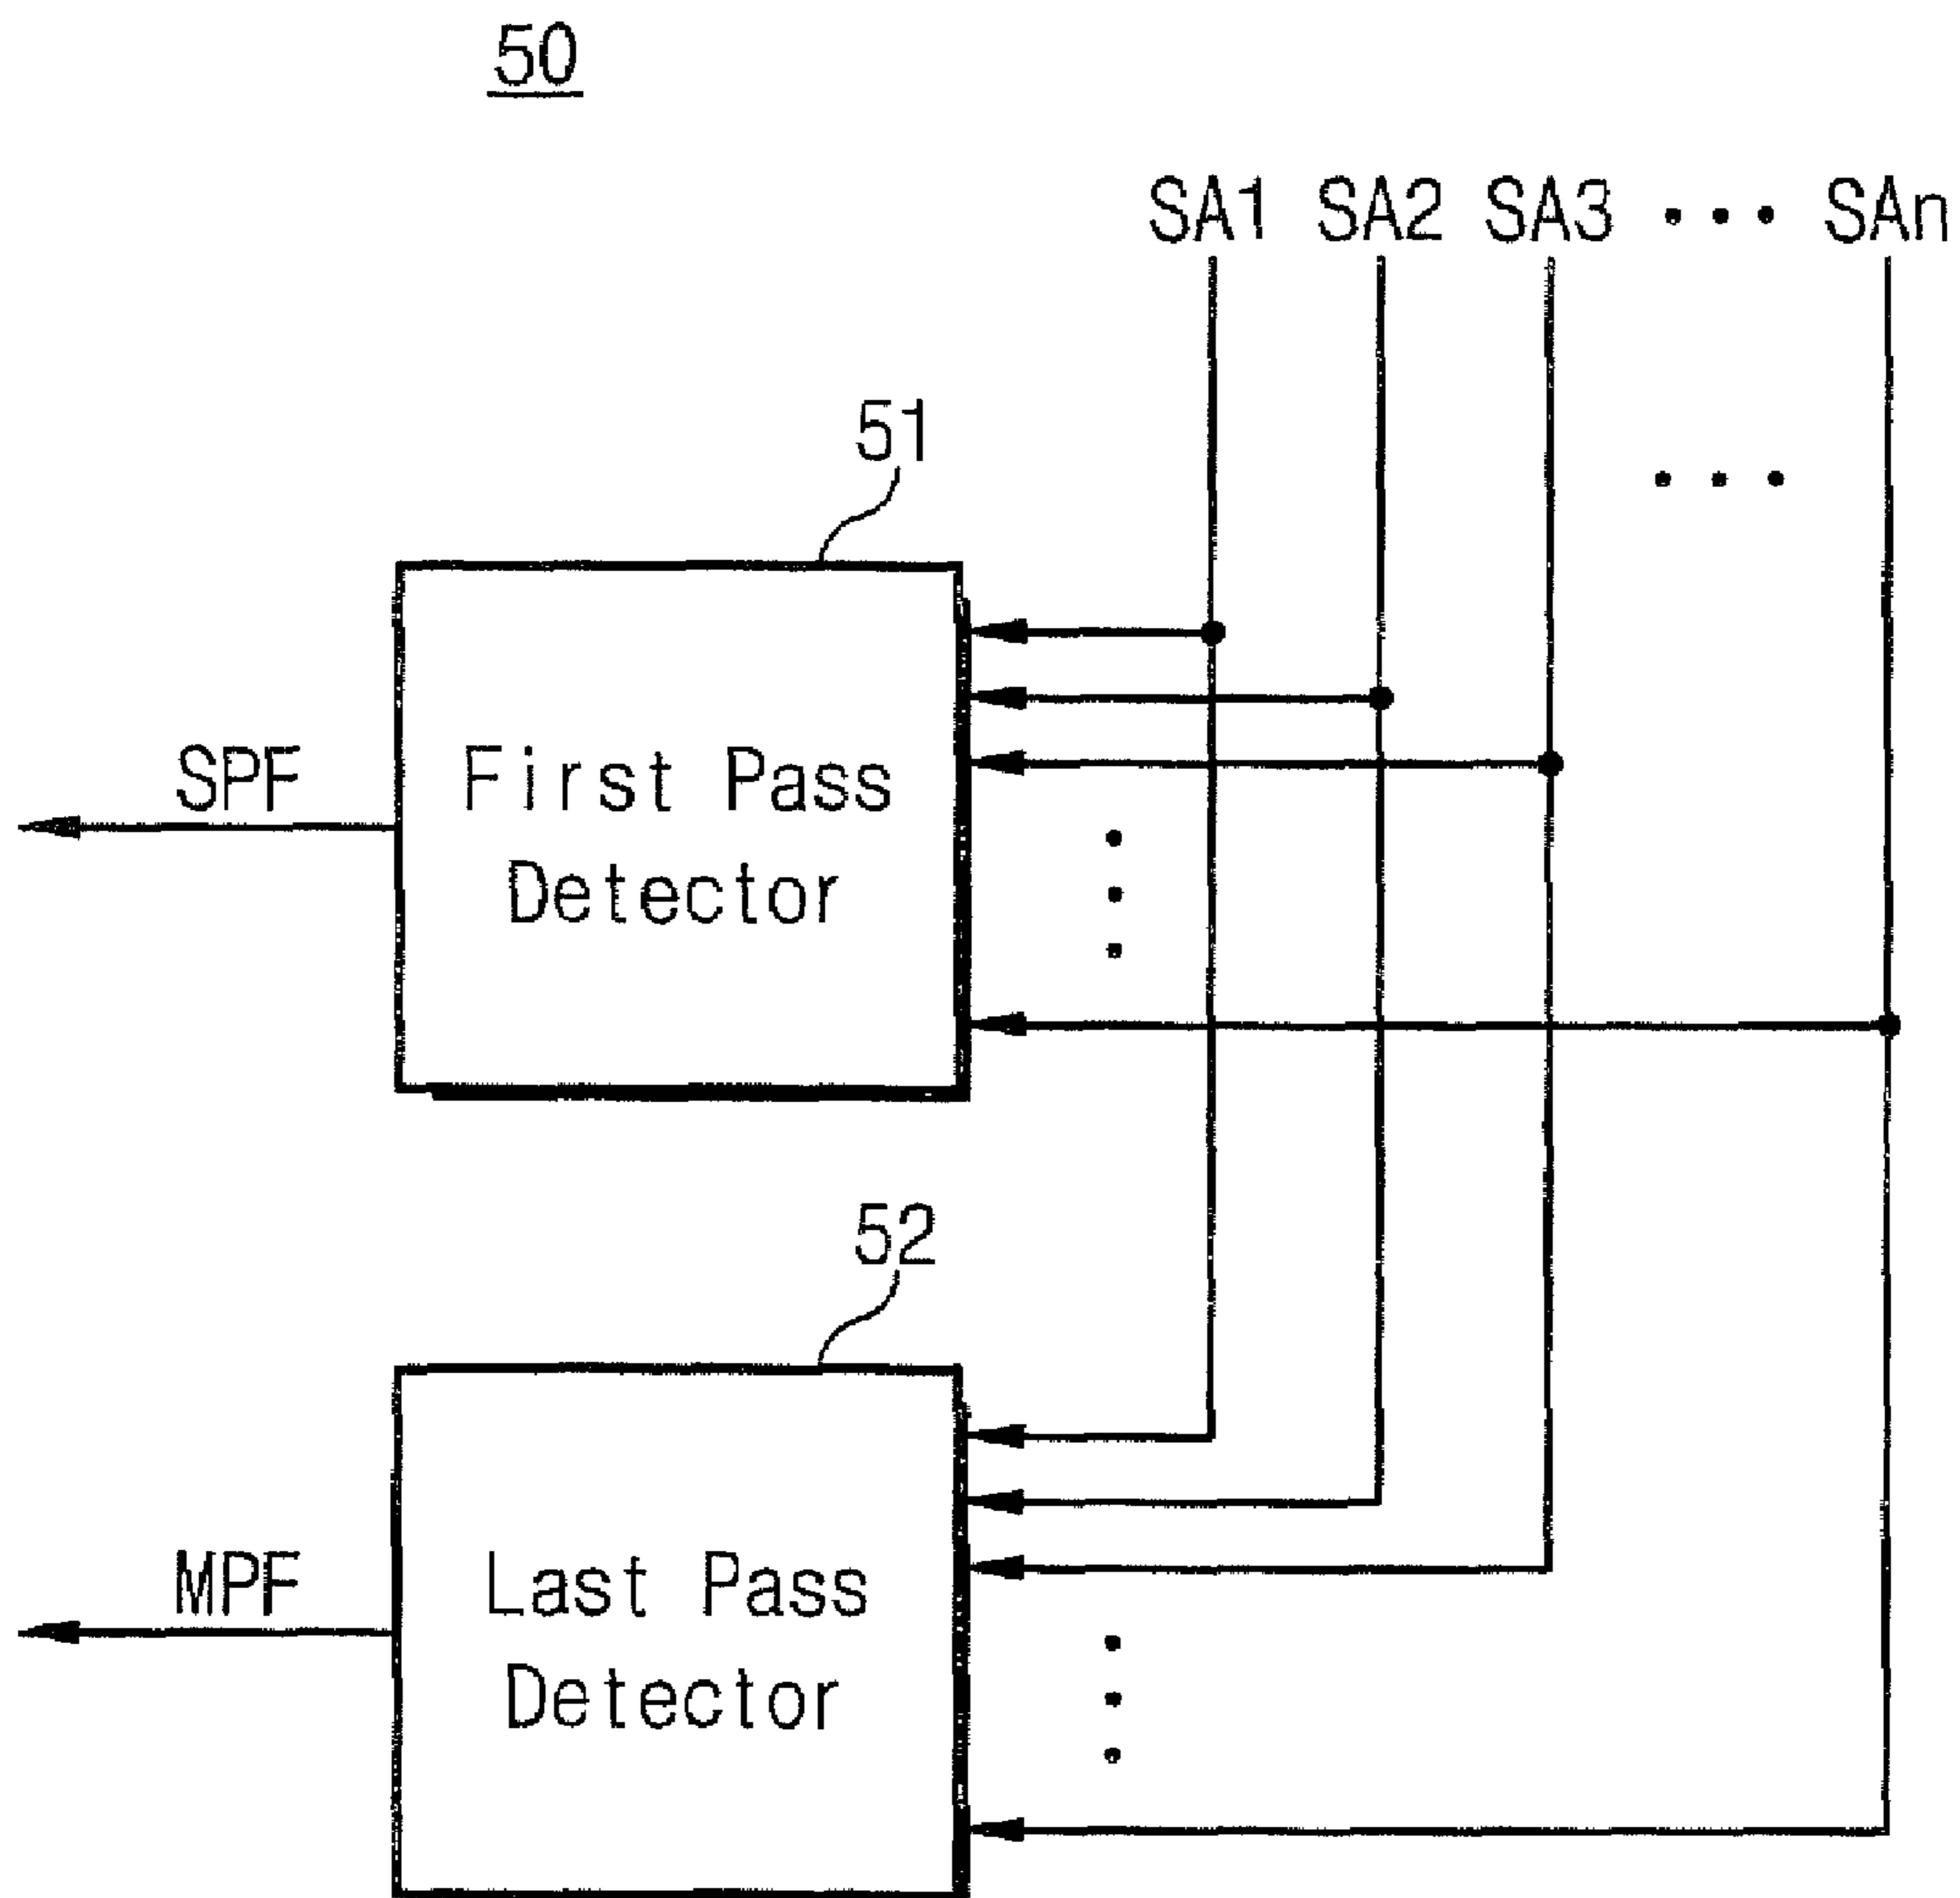 50
SA1 SA2 SA3 ... SAn
51
...
SPF
First Pass
Detector
52
MPF
Last Pass
Detector